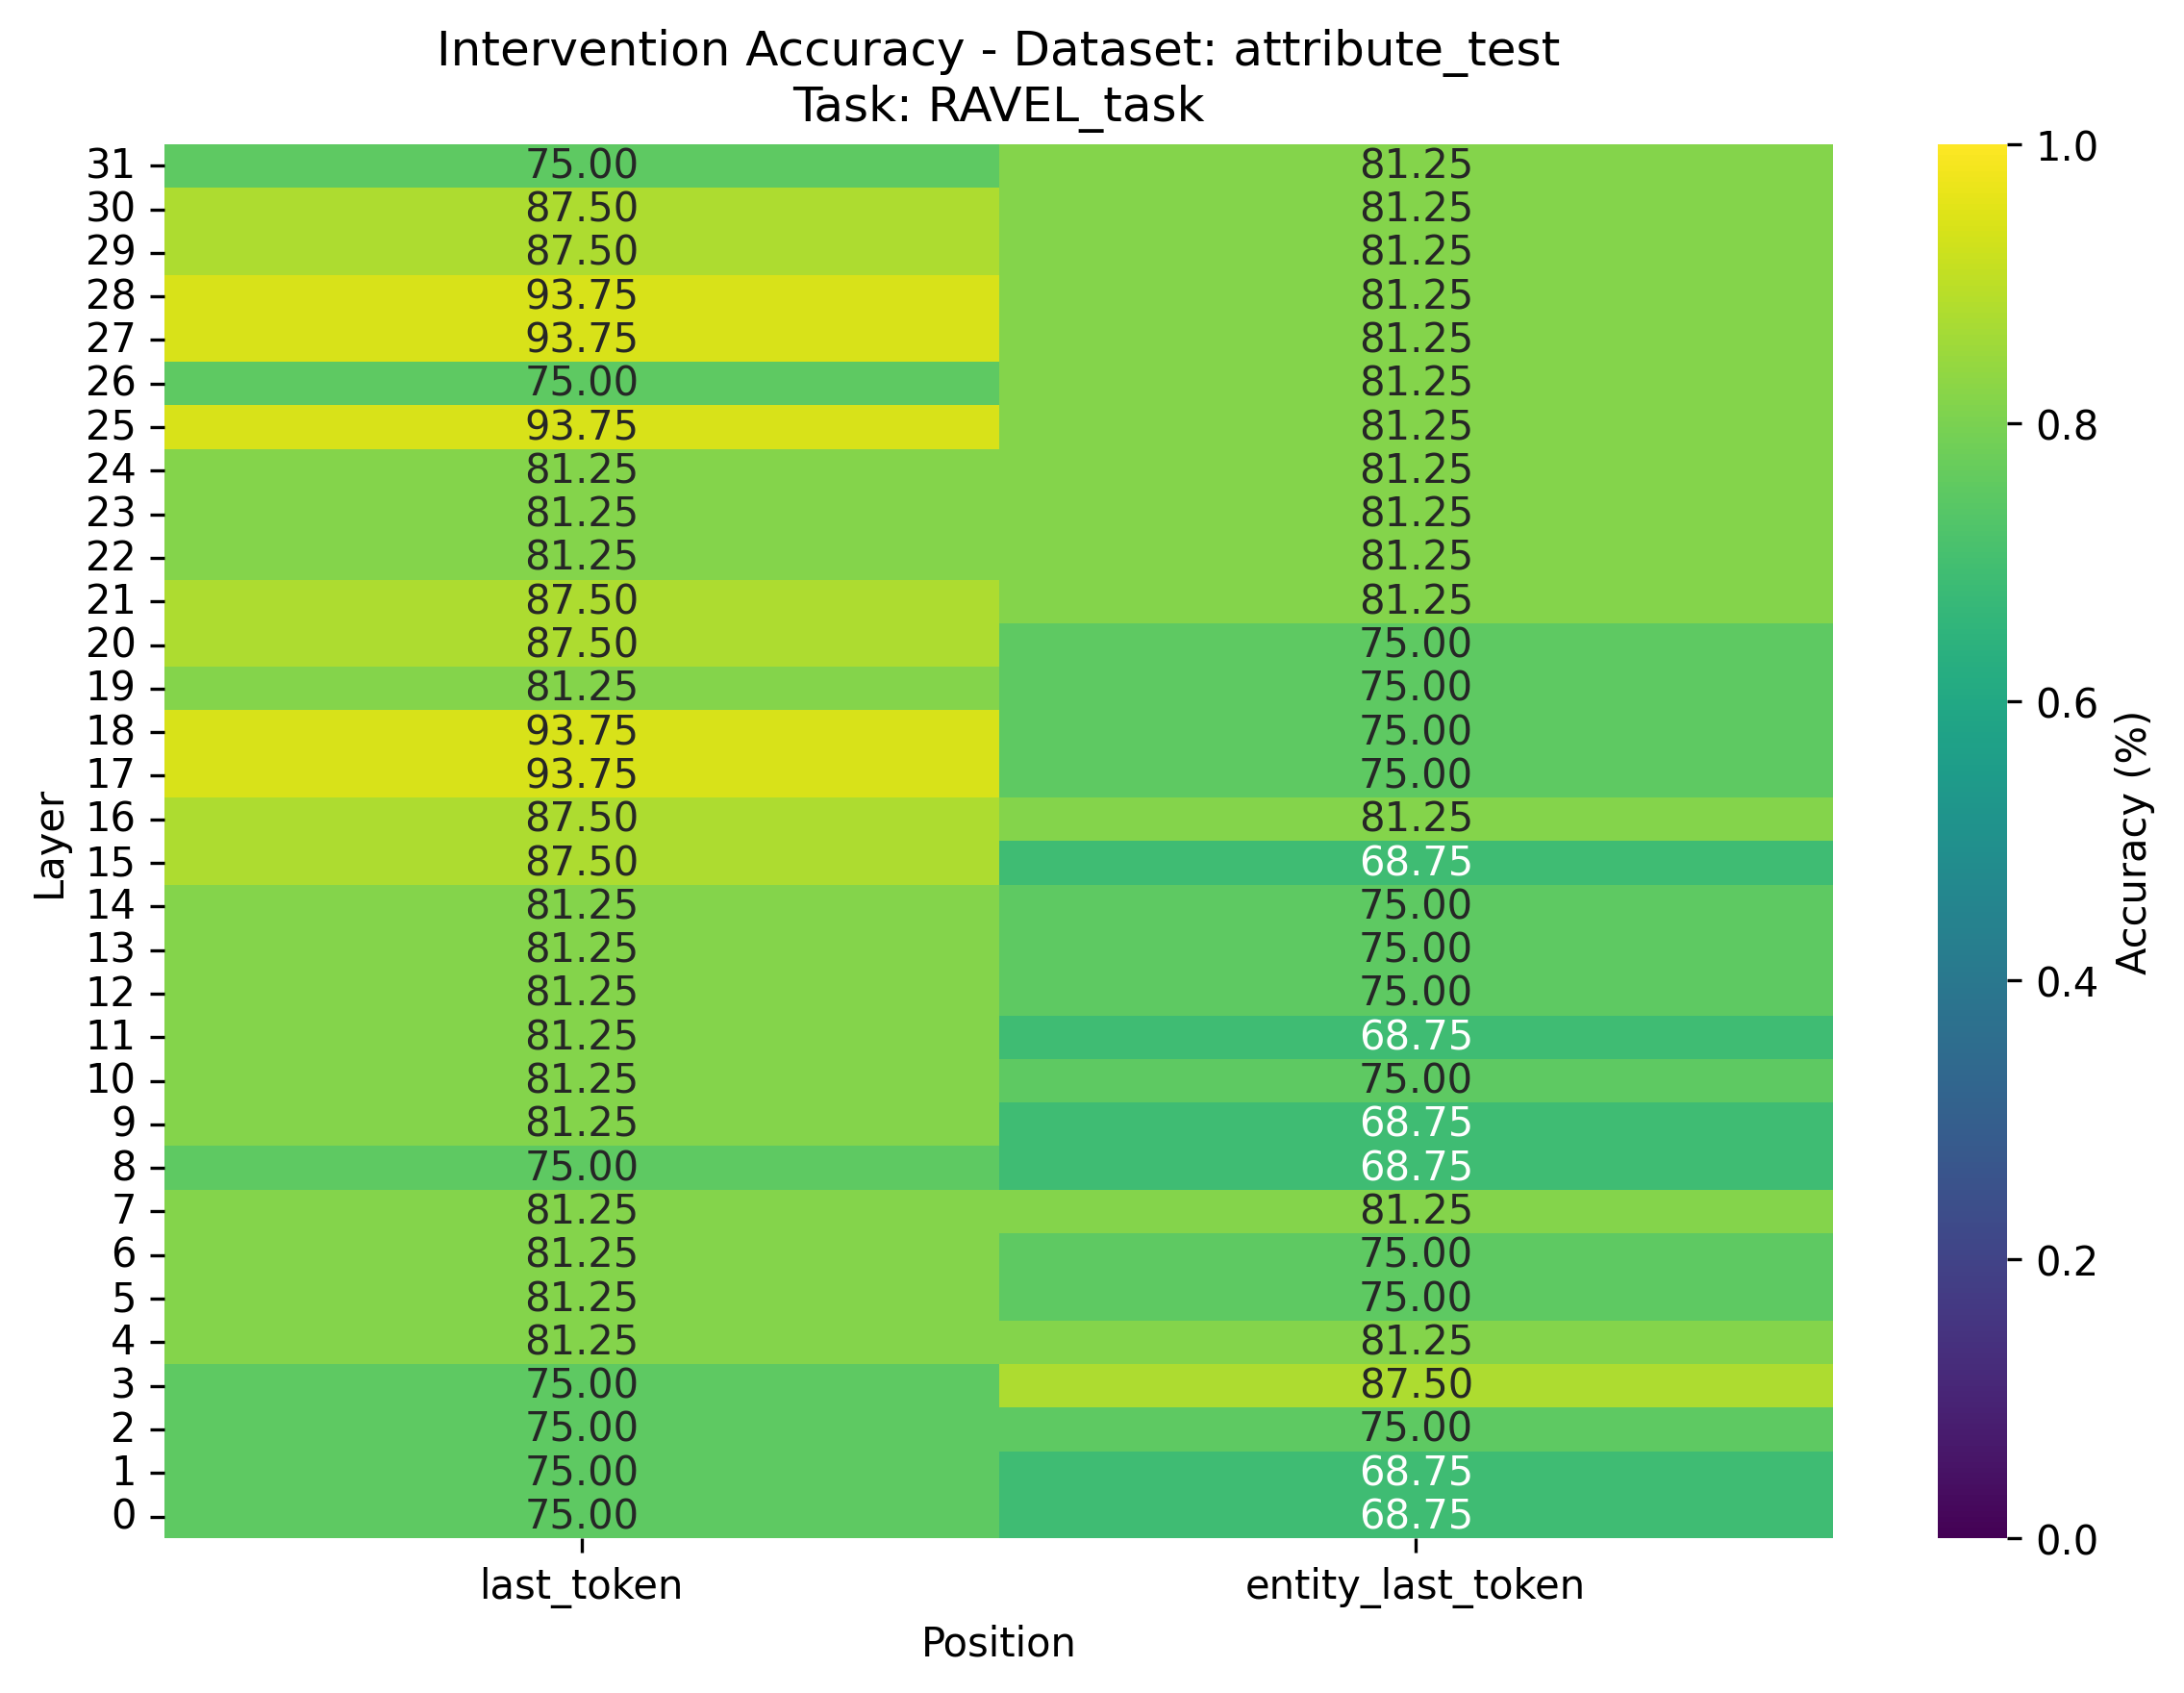 Intervention Accuracy - Dataset: attribute_test
Task: RAVEL_task
31 75.00 81.25 1.0
30 87.50 81.25
29 87.50 81.25
28 93.75 81.25
27 93.75 81.25
26 75.00 81.25
25 93.75 81.25 0.8
24 81.25 81.25
23 81.25 81.25
22 81.25 81.25
21 87.50 81.25
20 87.50 75.00
19 81.25 75.00 0.6
18 93.75 75.00
17 93.75 75.00
16 87.50 81.25
15 87.50 68.75
14 81.25 75.00
13 81.25 75.00
12 81.25 75.00 0.4
11 81.25 68.75
10 81.25 75.00
9 81.25 68.75
8 75.00 68.75
7 81.25 81.25
6 81.25 75.00 0.2
5 81.25 75.00
4 81.25 81.25
3 75.00 87.50
2 75.00 75.00
1 75.00 68.75
0 75.00 68.75 0.0
Layer
Accuracy (%)
last_token entity_last_token
Position